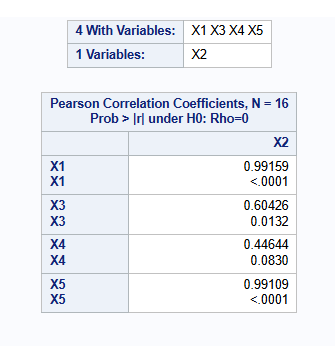 4 With Variables: X1 X3 X4 X5
1 Variables: X2
Pearson Correlation Coefficients, N = 16
Prob > |r| under H0: Rho=0
X2
X1 0.99159
X1 <.0001
X3 0.60426
X3 0.0132
X4 0.44644
X4 0.0830
X5 0.99109
X5 <.0001